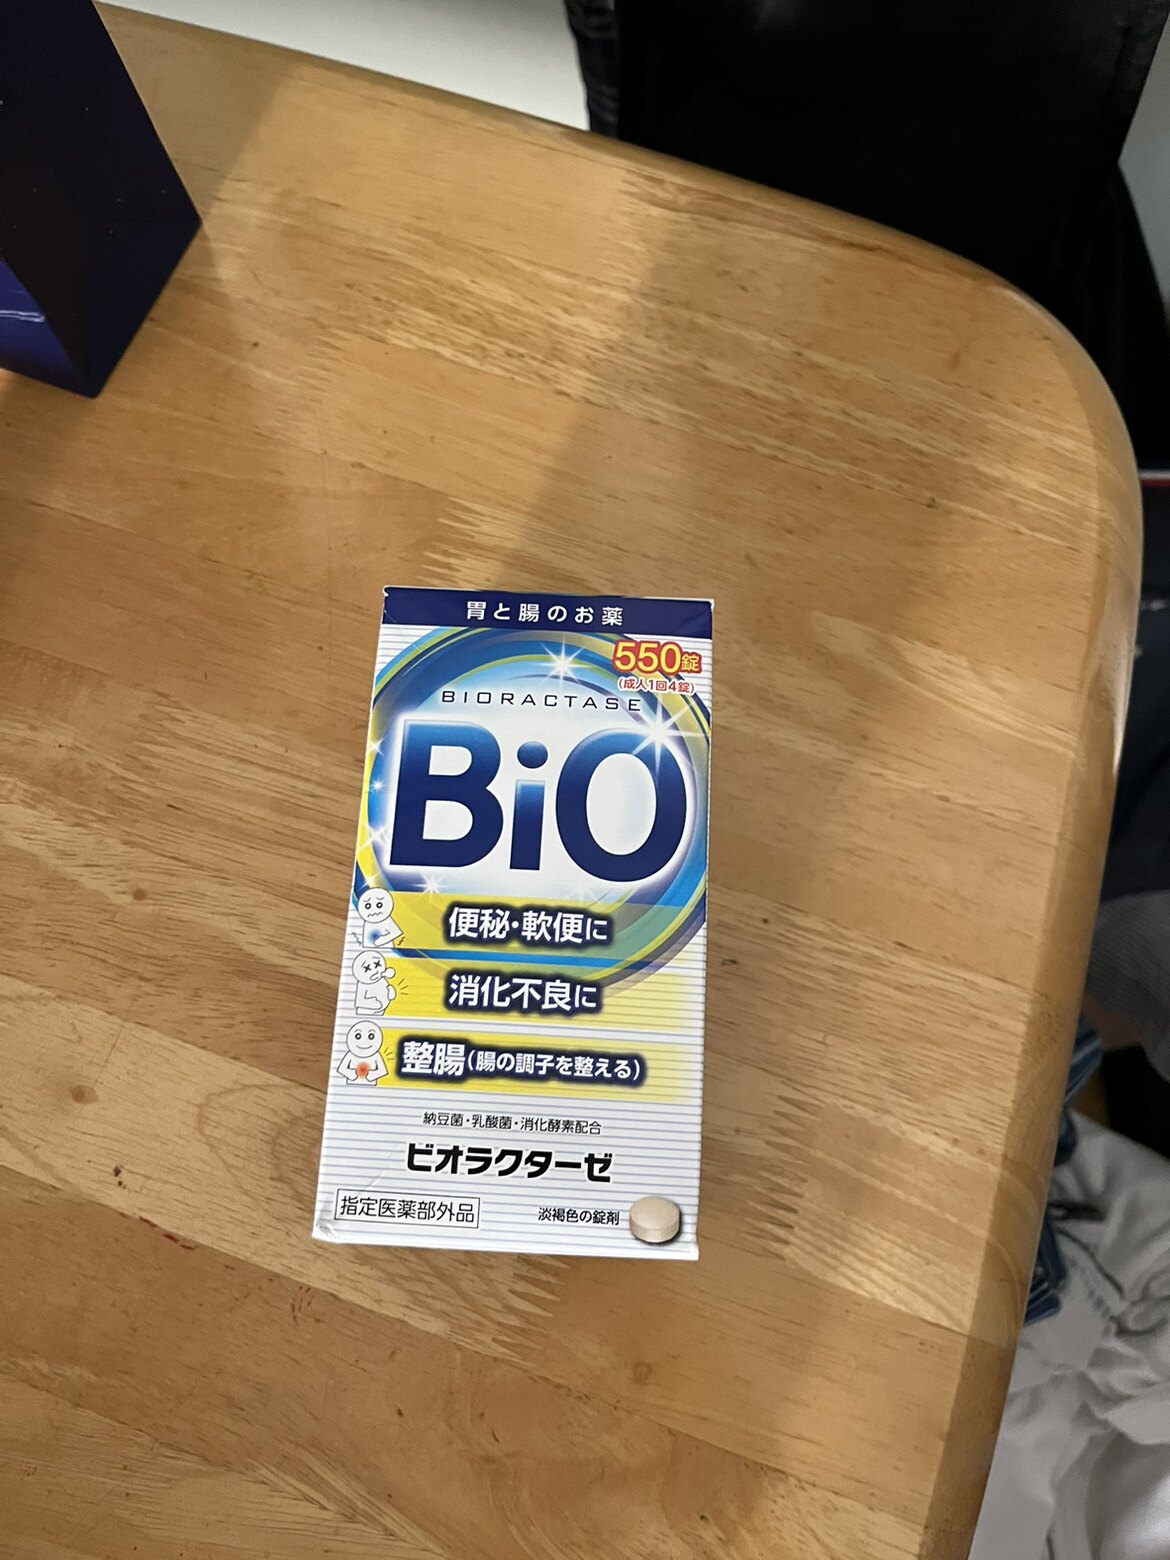 胃と腸のお薬
550錠
(成人1回4錠)
BIORACTASE
BiO
便秘・軟便に
消化不良に
整腸(腸の調子を整える)
納豆菌・乳酸菌・消化酵素配合
ビオラクターゼ
指定医薬部外品
淡褐色の錠剤